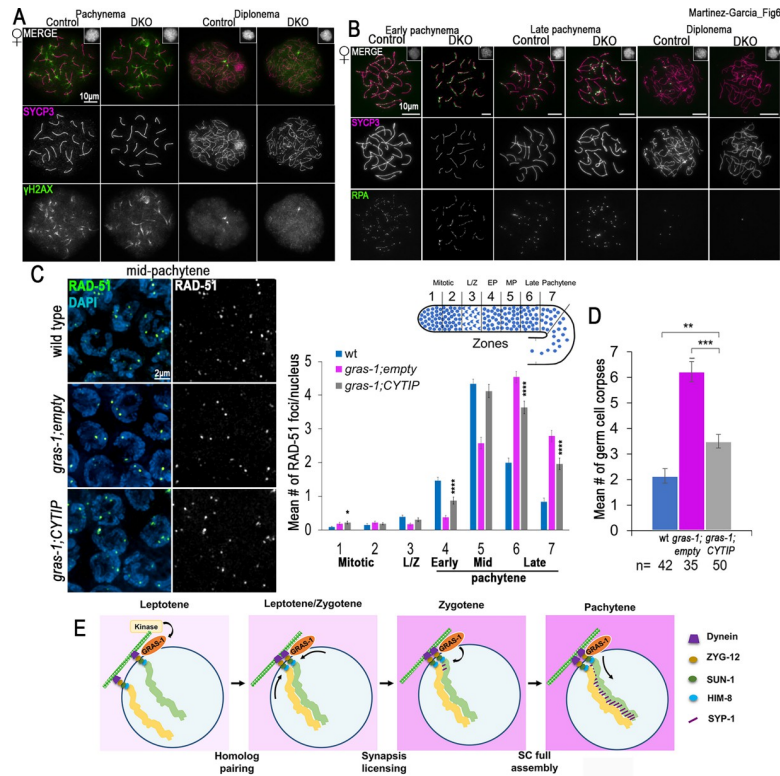 Martinez-Garcia_Fig6
A
Pachynema Diplonema
Control DKO Control DKO
♀
MERGE
10µm
SYCP3
γH2AX
B
Early pachynema Late pachynema Diplonema
Control DKO Control DKO Control DKO
♀
MERGE
10µm 10µm 10µm
SYCP3
RPA
C
mid-pachytene
RAD-51 RAD-51
DAPI
wild type
2µm
gras-1;empty
gras-1;CYTIP
Mitotic L/Z EP MP Late Pachytene
1 2 3 4 5 6 7
Zones
wt
gras-1;empty
gras-1;CYTIP
Mean # of RAD-51 foci/nucleus
5
4
3
2
1
0
* **** **** ****
1 2 3 4 5 6 7
Mitotic L/Z Early Mid Late
pachytene
D
Mean # of germ cell corpses
7
6
5
4
3
2
1
0
**
***
wt gras-1; gras-1;
empty CYTIP
n= 42 35 50
E
Leptotene Leptotene/Zygotene Zygotene Pachytene
Kinase
GRAS-1 GRAS-1 GRAS-1 GRAS-1
Dynein
ZYG-12
SUN-1
HIM-8
SYP-1
Homolog Synapsis SC full
pairing licensing assembly